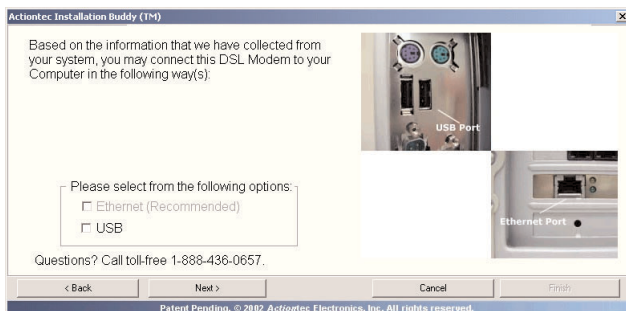 Actiontec Installation Buddy (TM)
Based on the information that we have collected from
your system, you may connect this DSL Modem to your
Computer in the following way(s):
USB Port
Ethernet Port
Please select from the following options:
Ethernet (Recommended)
USB
Questions? Call toll-free 1-888-436-0657.
< Back
Next >
Cancel
Finish
Patent Pending. © 2002 Actiontec Electronics, Inc. All rights reserved.